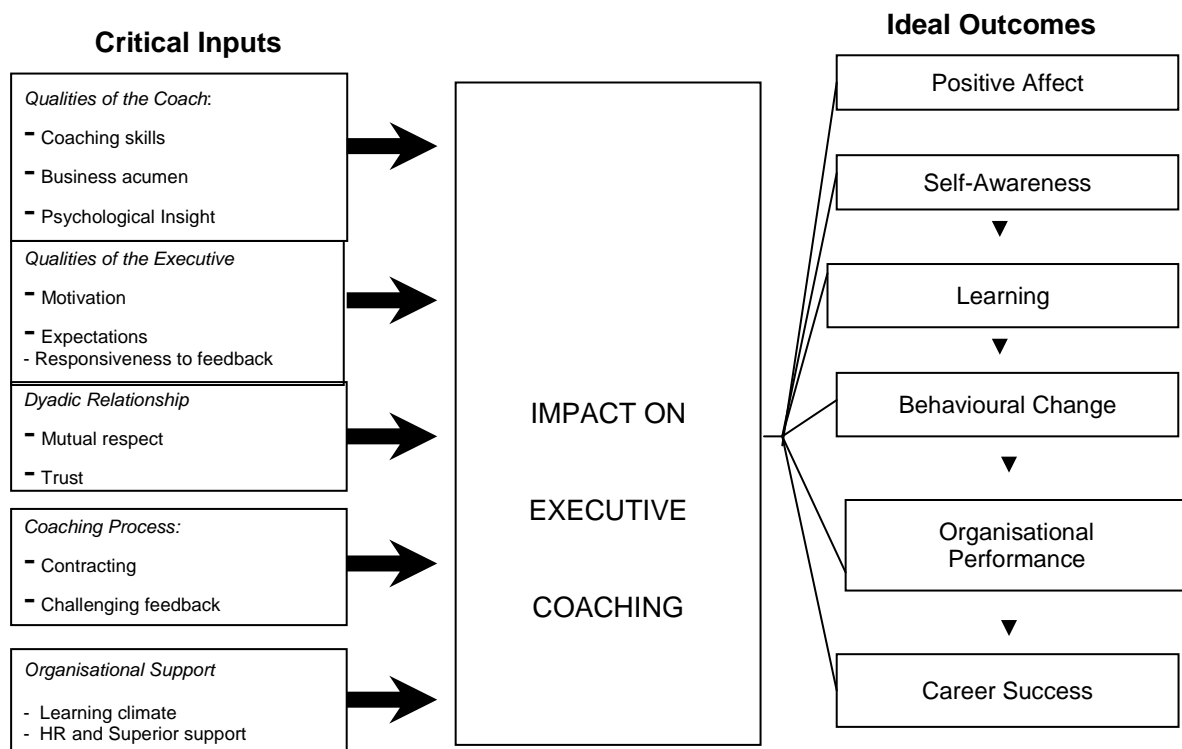 Critical Inputs
Qualities of the Coach:
- Coaching skills
- Business acumen
- Psychological Insight
Qualities of the Executive
- Motivation
- Expectations
- Responsiveness to feedback
Dyadic Relationship
- Mutual respect
- Trust
Coaching Process:
- Contracting
- Challenging feedback
Organisational Support
- Learning climate
- HR and Superior support
IMPACT ON
EXECUTIVE
COACHING
Ideal Outcomes
Positive Affect
Self-Awareness
Learning
Behavioural Change
Organisational
Performance
Career Success